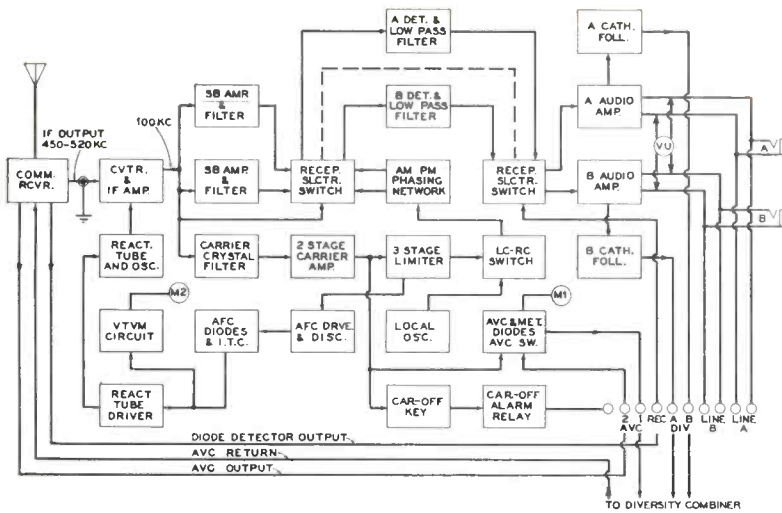 A DET. &
LOW PASS
FILTER
A CATH.
FOLL.
SB AMR
& FILTER
B DET. &
LOW PASS
FILTER
A AUDIO
AMP.
IF OUTPUT
450-520KC
100KC
VU
A
COMM.
RCVR.
CVTR.
& IF AMP.
SB AMP.
& FILTER
RECEP.
SLCTR.
SWITCH
AM PM
PHASING
NETWORK
RECEP.
SLCTR.
SWITCH
B AUDIO
AMP.
B
REACT.
TUBE
AND OSC.
CARRIER
CRYSTAL
FILTER
2 STAGE
CARRIER
AMP.
3 STAGE
LIMITER
LC-RC
SWITCH
B CATH.
FOLL.
M2
M1
VTVM
CIRCUIT
AFC
DIODES
& I.T.C.
AFC DRVE.
& DISC.
LOCAL
OSC.
AVC & MET.
DIODES
AVC SW.
REACT
TUBE
DRIVER
CAR-OFF
KEY
CAR-OFF
ALARM
RELAY
2 1 REC A B LINE LINE
AVC DIV B A
DIODE DETECTOR OUTPUT
AVC RETURN
AVC OUTPUT
TO DIVERSITY COMBINER